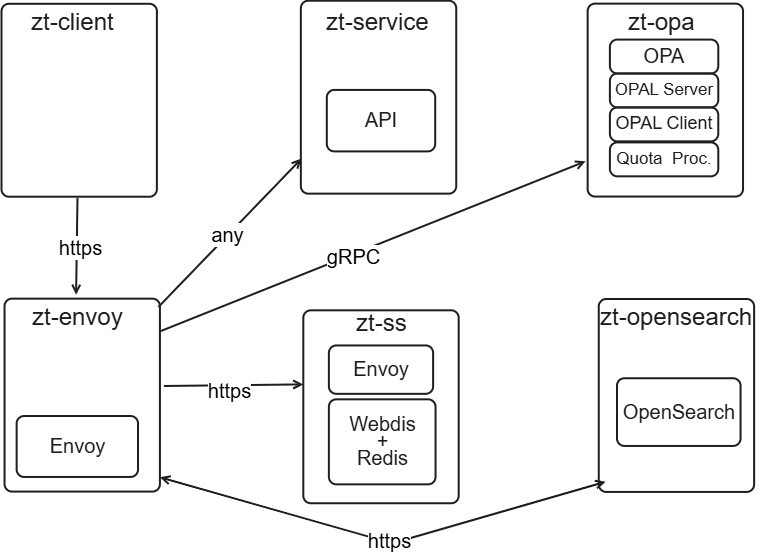 zt-client
zt-service
API
zt-opa
OPA
OPAL Server
OPAL Client
Quota Proc.
https
any
gRPC
zt-envoy
Envoy
https
zt-ss
Envoy
Webdis
+
Redis
zt-opensearch
OpenSearch
https